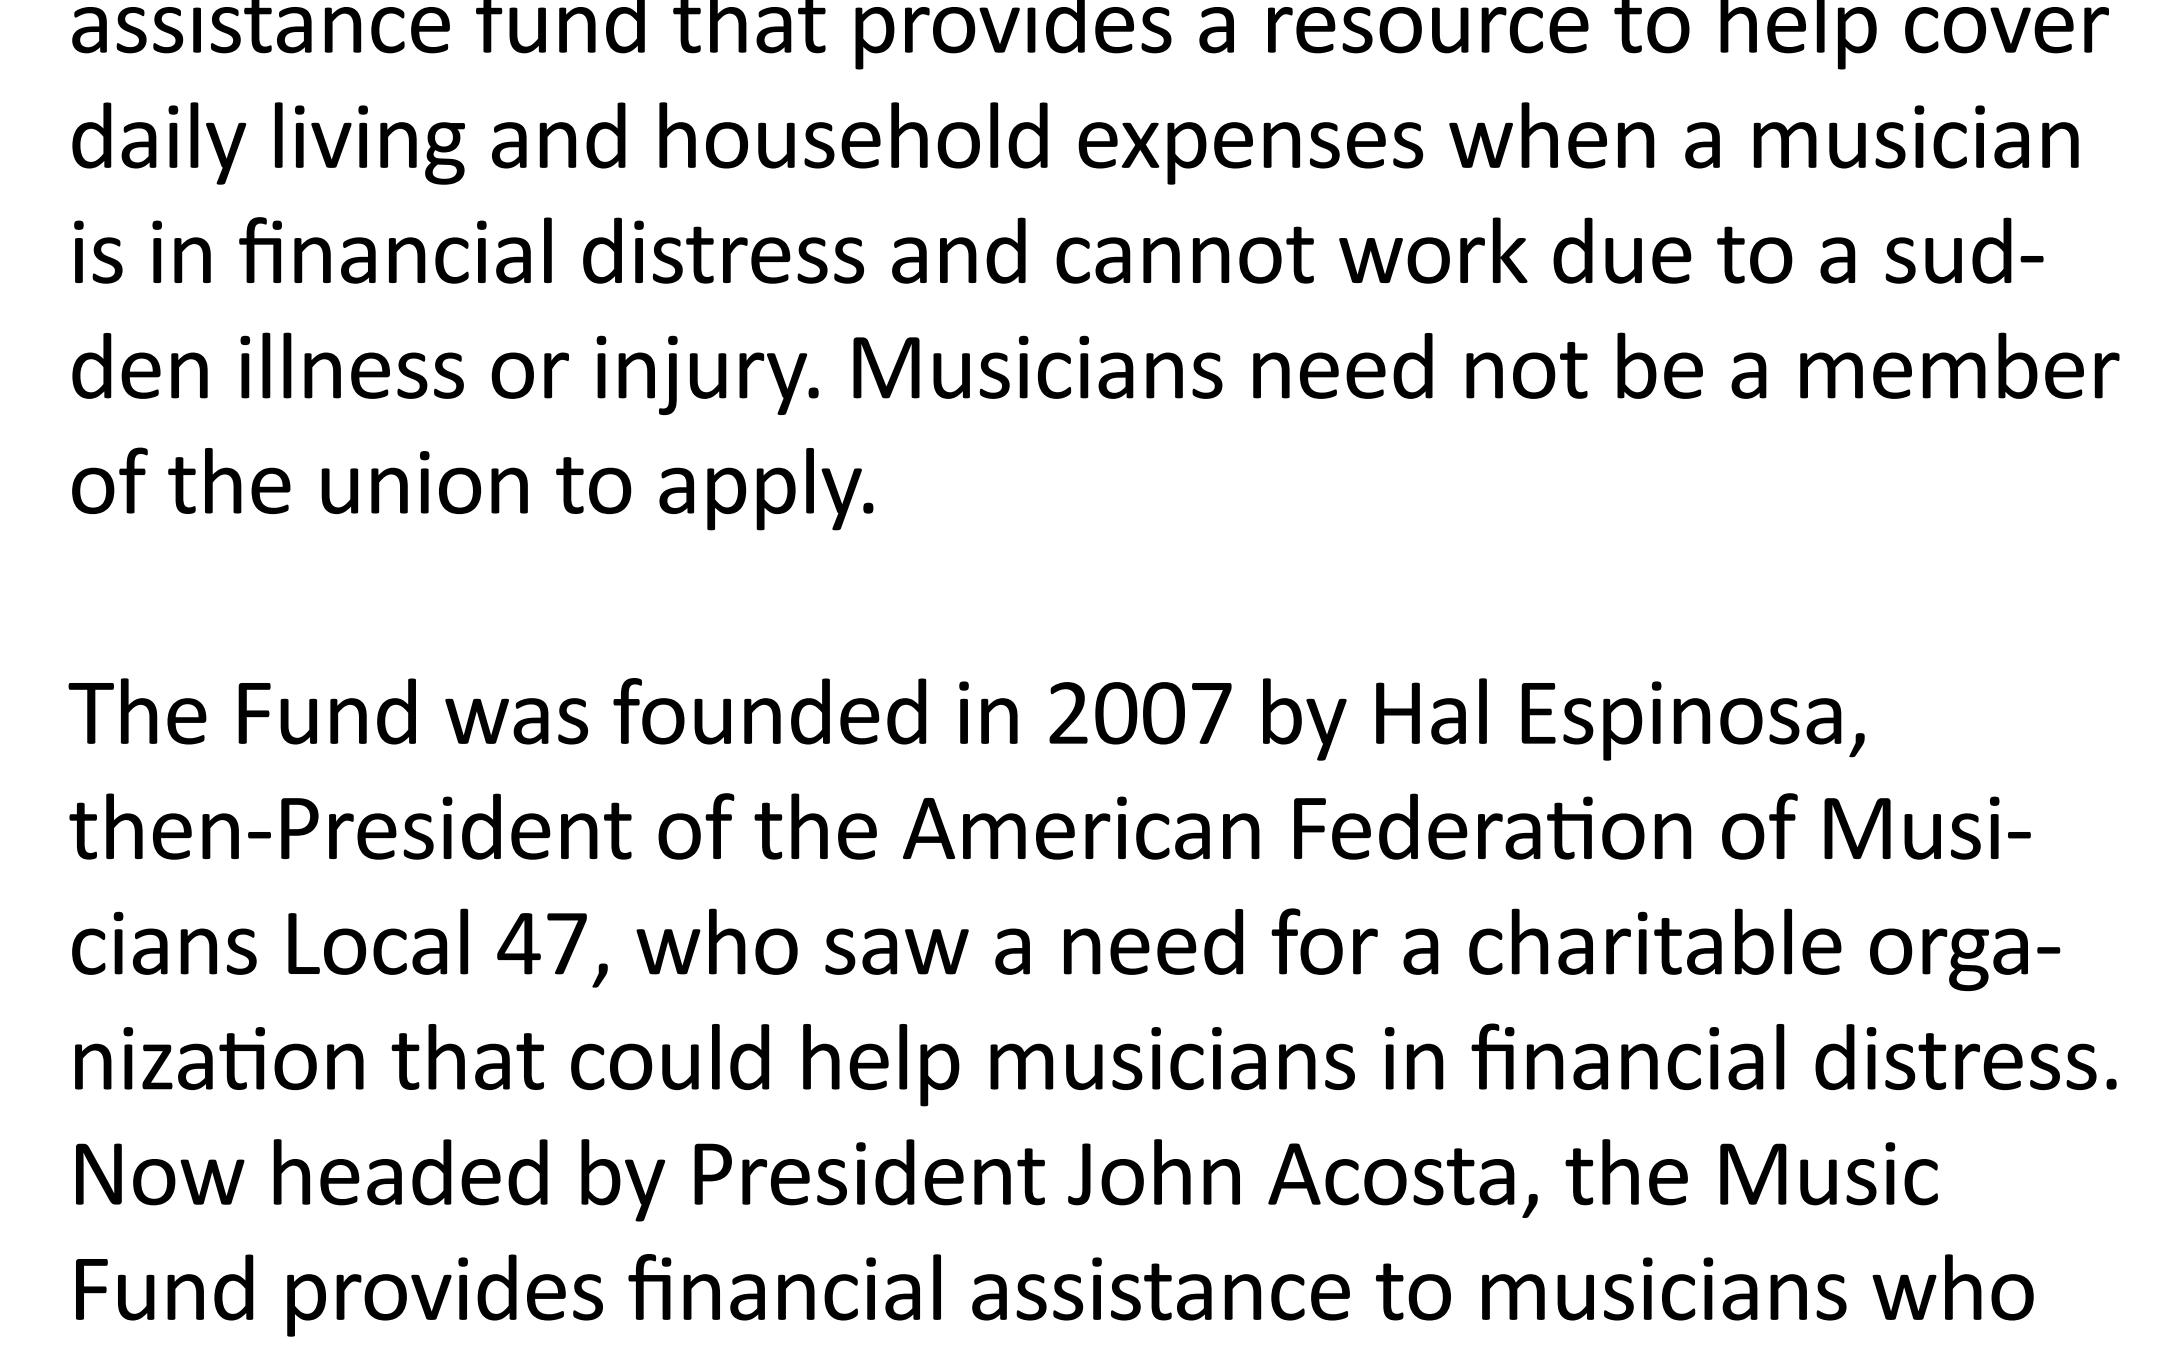 assistance fund that provides a resource to help cover
daily living and household expenses when a musician
is in financial distress and cannot work due to a sud-
den illness or injury. Musicians need not be a member
of the union to apply.
The Fund was founded in 2007 by Hal Espinosa,
then-President of the American Federation of Musi-
cians Local 47, who saw a need for a charitable orga-
nization that could help musicians in financial distress.
Now headed by President John Acosta, the Music
Fund provides financial assistance to musicians who